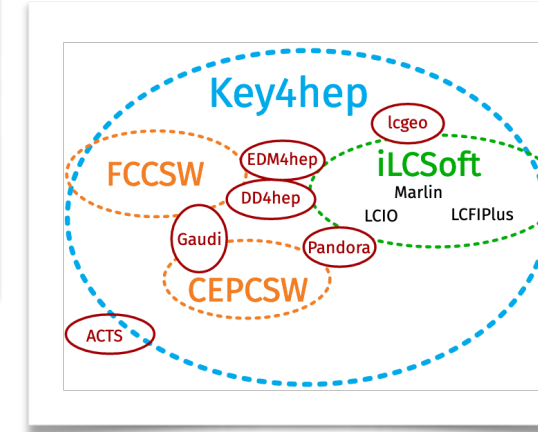 Key4hep
lcgeo
FCCSW
EDM4hep
iLCSoft
DD4hep
Marlin
LCIO
LCFIPlus
Gaudi
Pandora
CEPCSW
ACTS